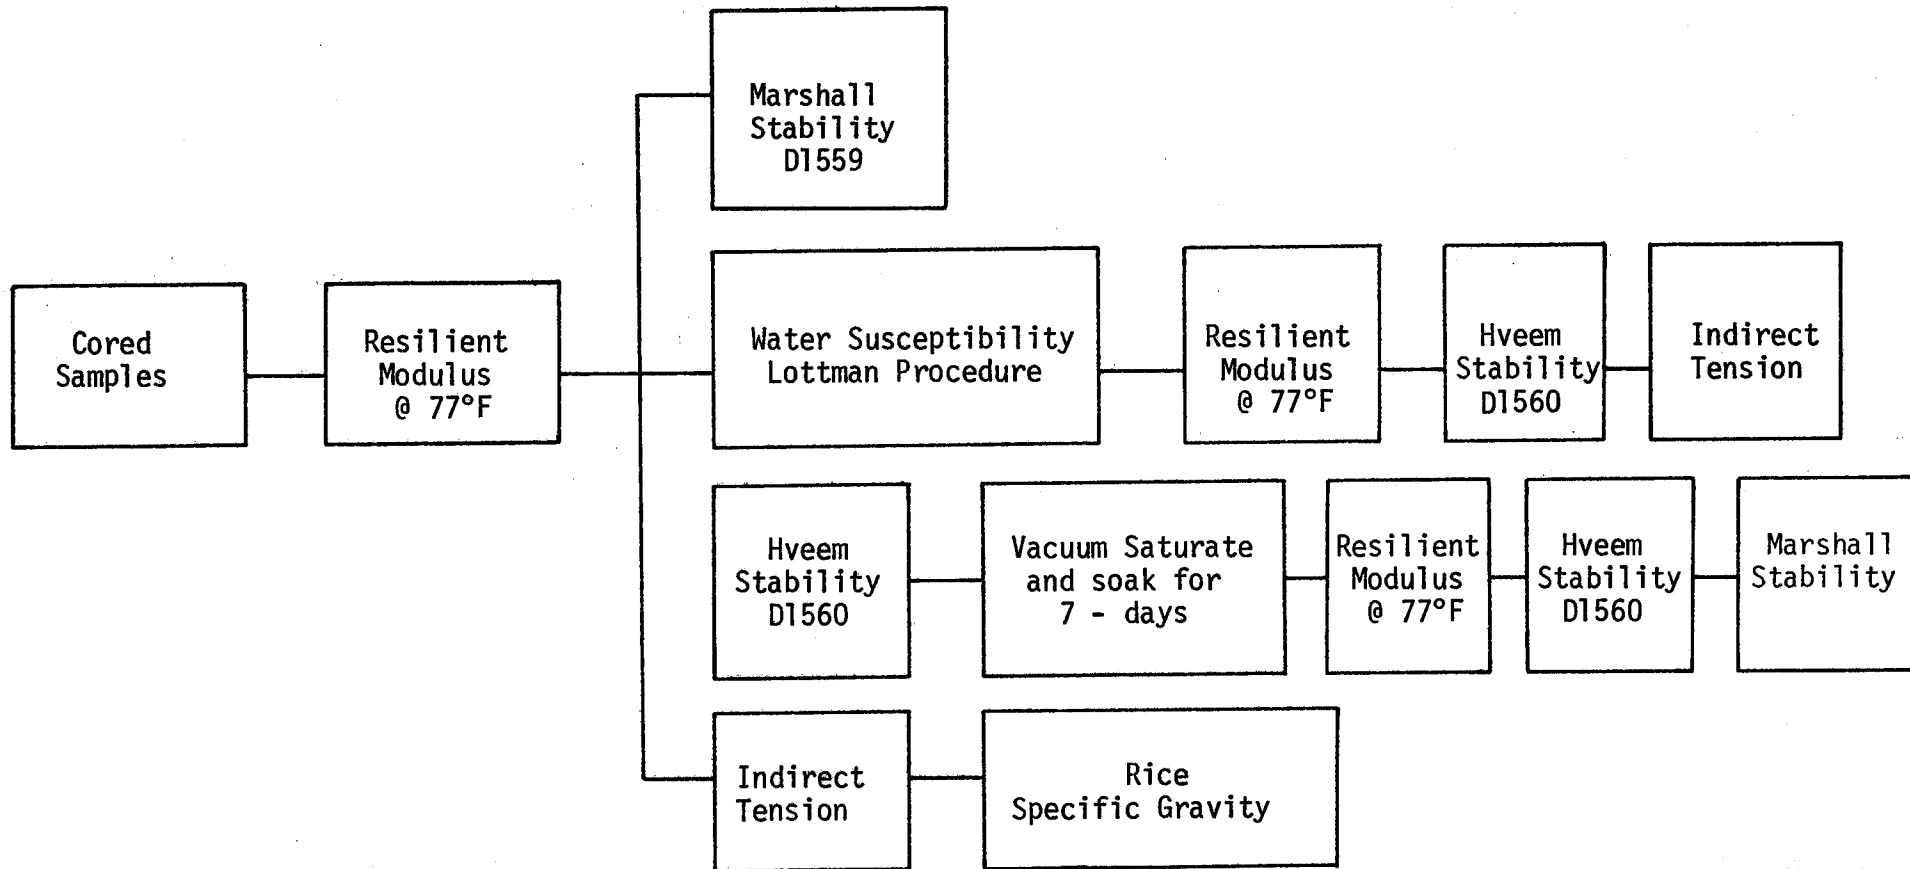 Cored
Samples
Resilient
Modulus
@ 77°F
Marshall
Stability
D1559
Water Susceptibility
Lottman Procedure
Resilient
Modulus
@ 77°F
Hveem
Stability
D1560
Indirect
Tension
Hveem
Stability
D1560
Vacuum Saturate
and soak for
7 - days
Resilient
Modulus
@ 77°F
Hveem
Stability
D1560
Marshall
Stability
Indirect
Tension
Rice
Specific Gravity